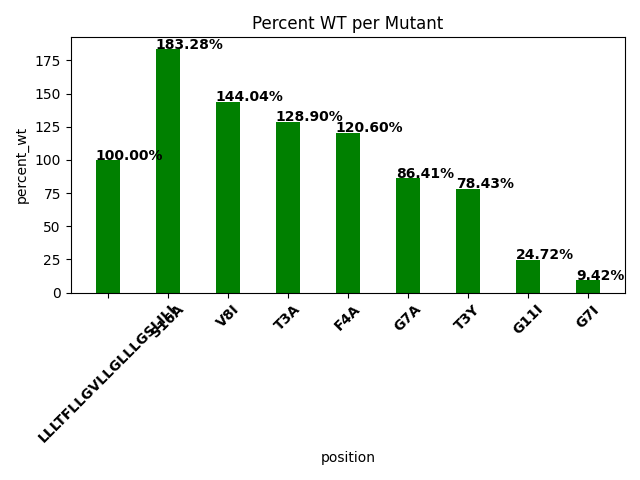 Percent WT per Mutant
percent_wt
175
150
125
100
75
50
25
0
100.00%
183.28%
144.04%
128.90%
120.60%
86.41%
78.43%
24.72%
9.42%
S16A
V8I
T3A
F4A
G7A
T3Y
G11I
G7I
position